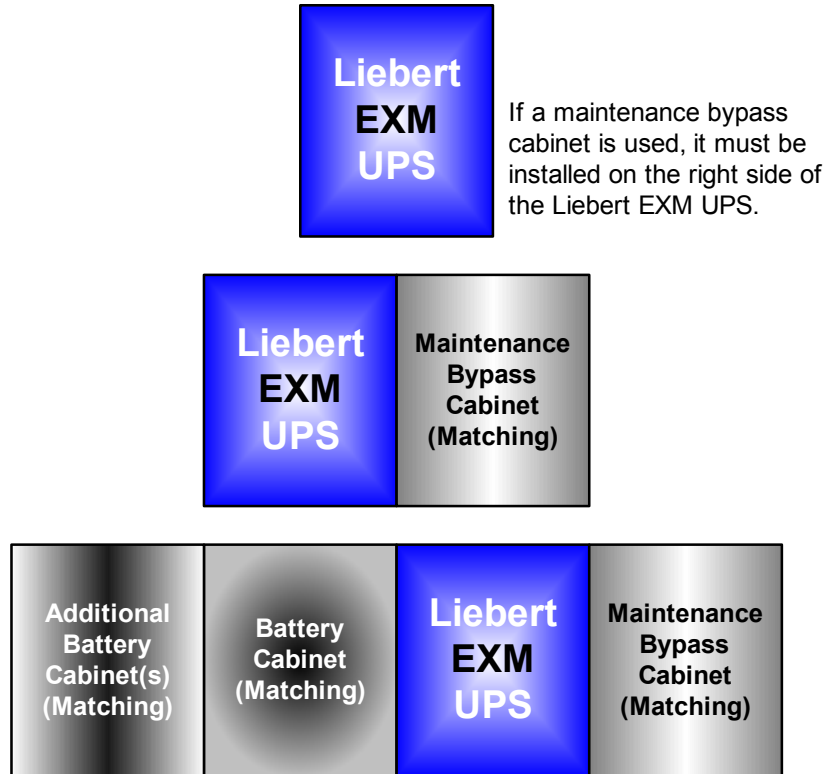 Liebert
EXM
UPS
If a maintenance bypass
cabinet is used, it must be
installed on the right side of
the Liebert EXM UPS.
Liebert
EXM
UPS
Maintenance
Bypass
Cabinet
(Matching)
Additional
Battery
Cabinet(s)
(Matching)
Battery
Cabinet
(Matching)
Liebert
EXM
UPS
Maintenance
Bypass
Cabinet
(Matching)